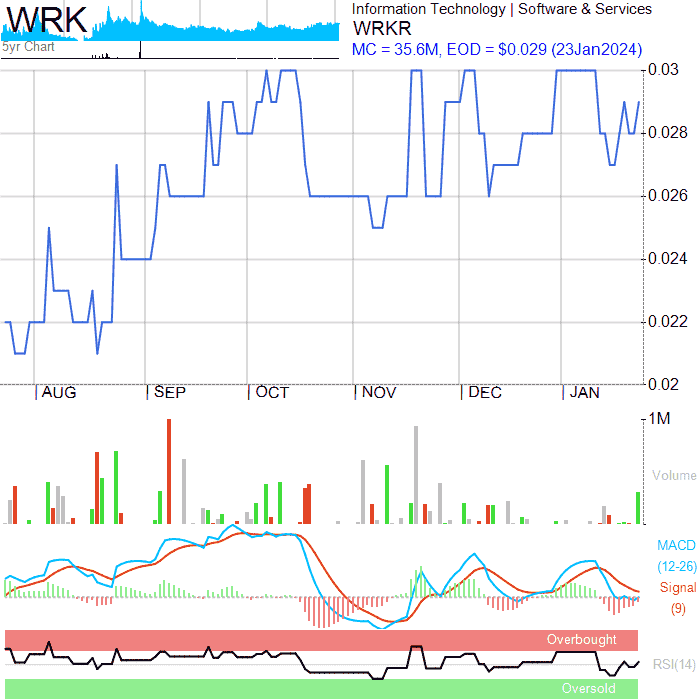 WRK
5yr Chart
Information Technology | Software & Services
WRKR
MC = 35.6M, EOD = $0.029 (23Jan2024)
0.03
0.028
0.026
0.024
0.022
0.02
AUG SEP OCT NOV DEC JAN
1M
Volume
MACD
(12-26)
Signal
(9)
Overbought
RSI(14)
Oversold